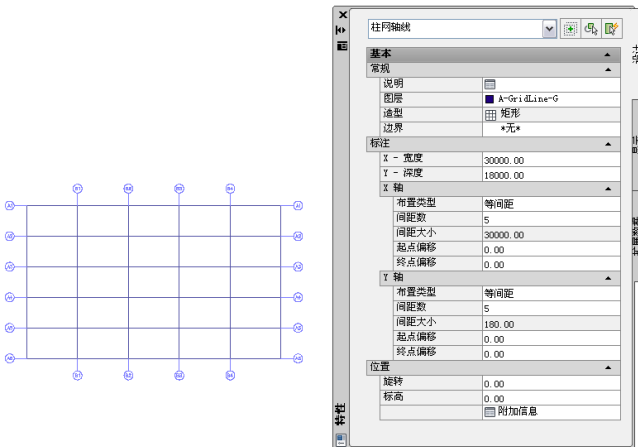 柱网轴线
基本
常规
说明
图层 A-GridLine-G
造型 矩形
边界 *无*
标注
X - 宽度 30000.00
Y - 深度 18000.00
X 轴
布置类型 等间距
间距数 5
间距大小 30000.00
起点偏移 0.00
终点偏移 0.00
Y 轴
布置类型 等间距
间距数 5
间距大小 180.00
起点偏移 0.00
终点偏移 0.00
位置
旋转 0.00
标高 0.00
附加信息
特性